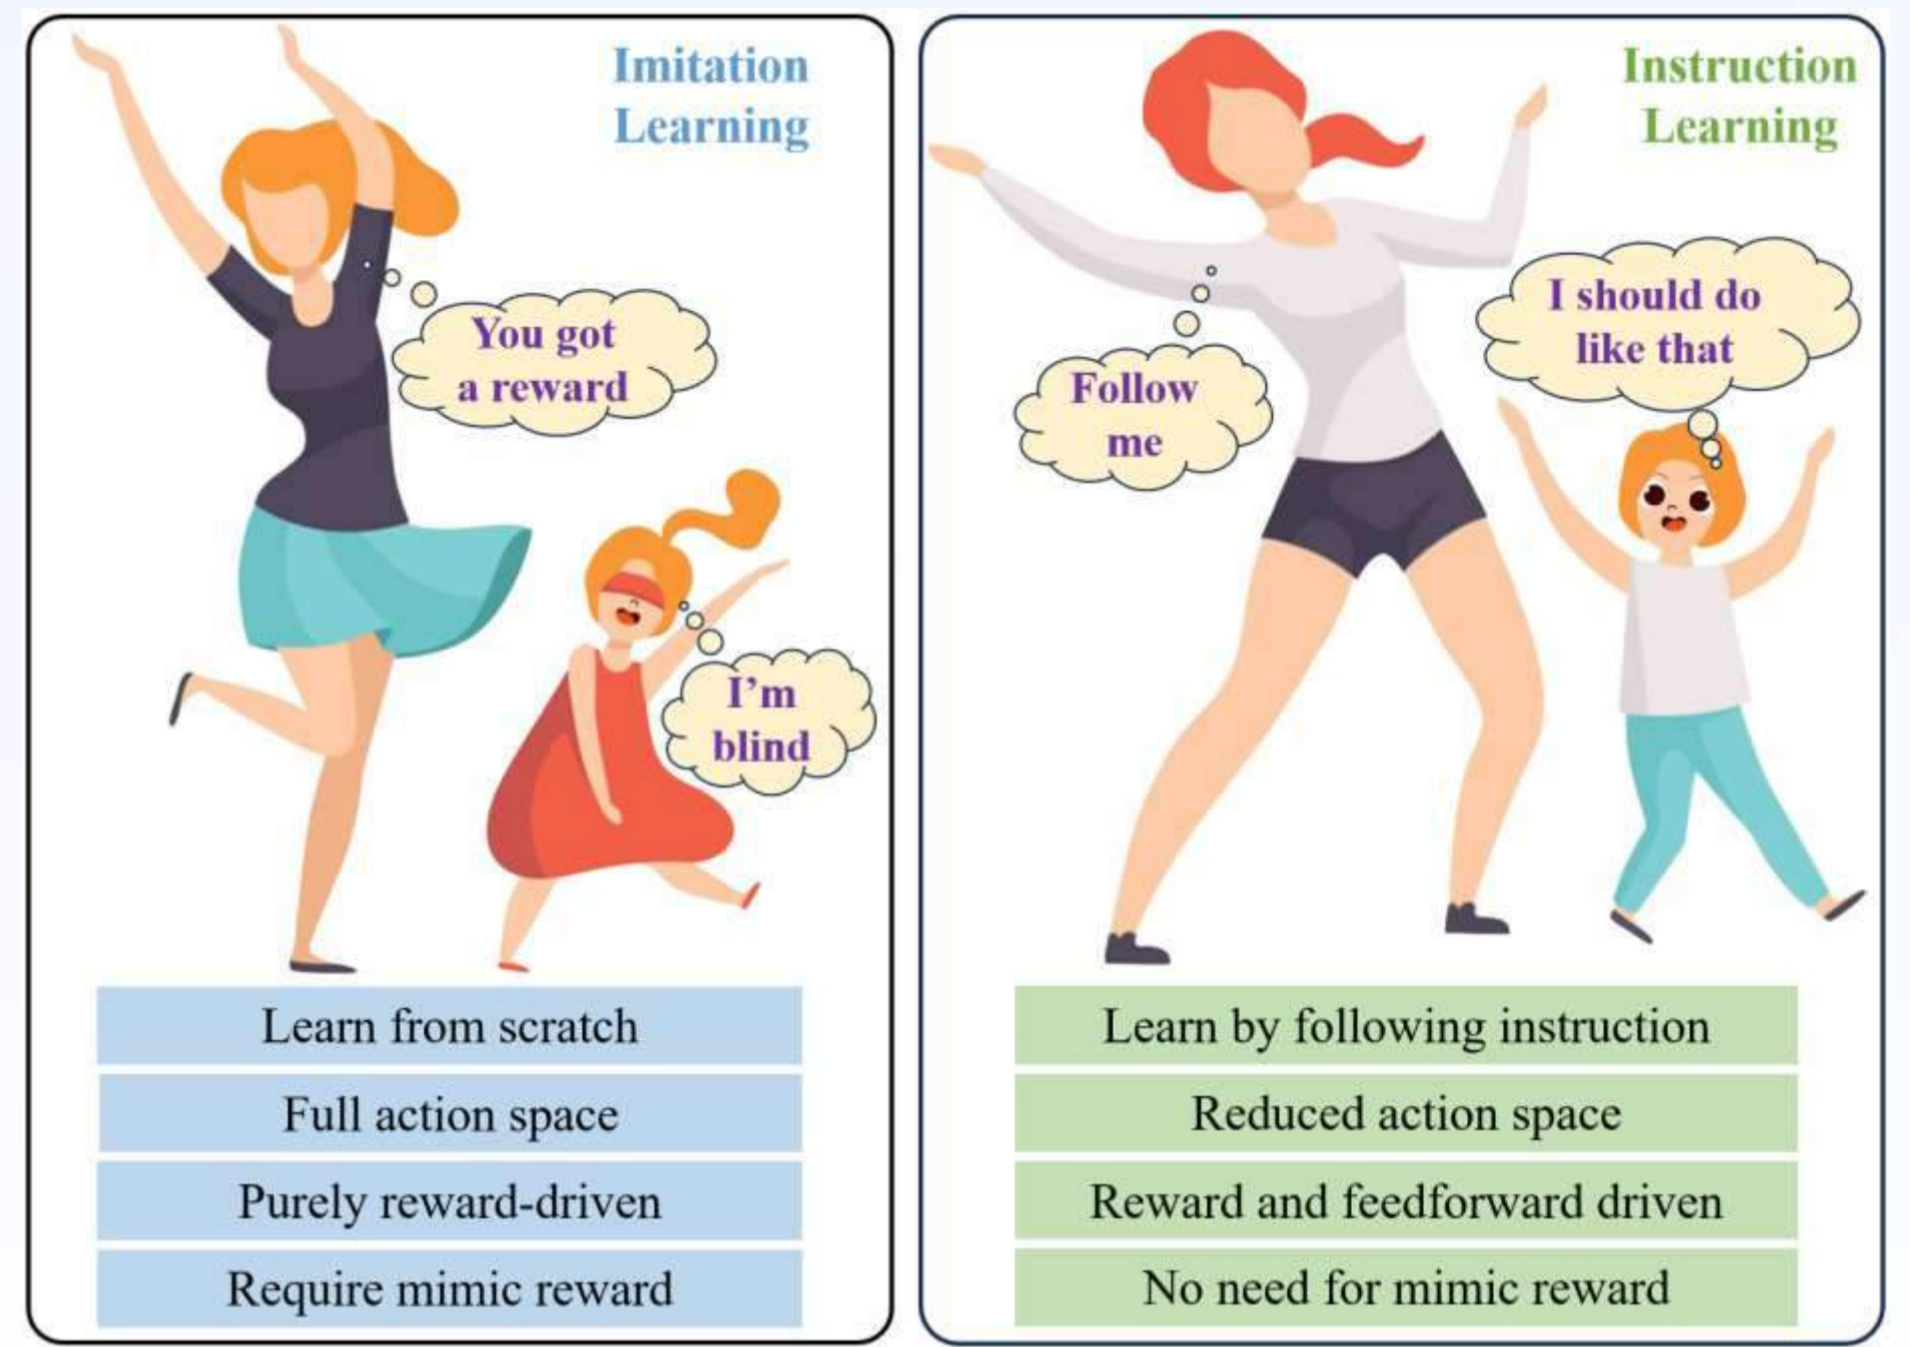 Imitation
Learning
You got
a reward
I'm
blind
Learn from scratch
Full action space
Purely reward-driven
Require mimic reward
Instruction
Learning
I should do
like that
Follow
me
Learn by following instruction
Reduced action space
Reward and feedforward driven
No need for mimic reward